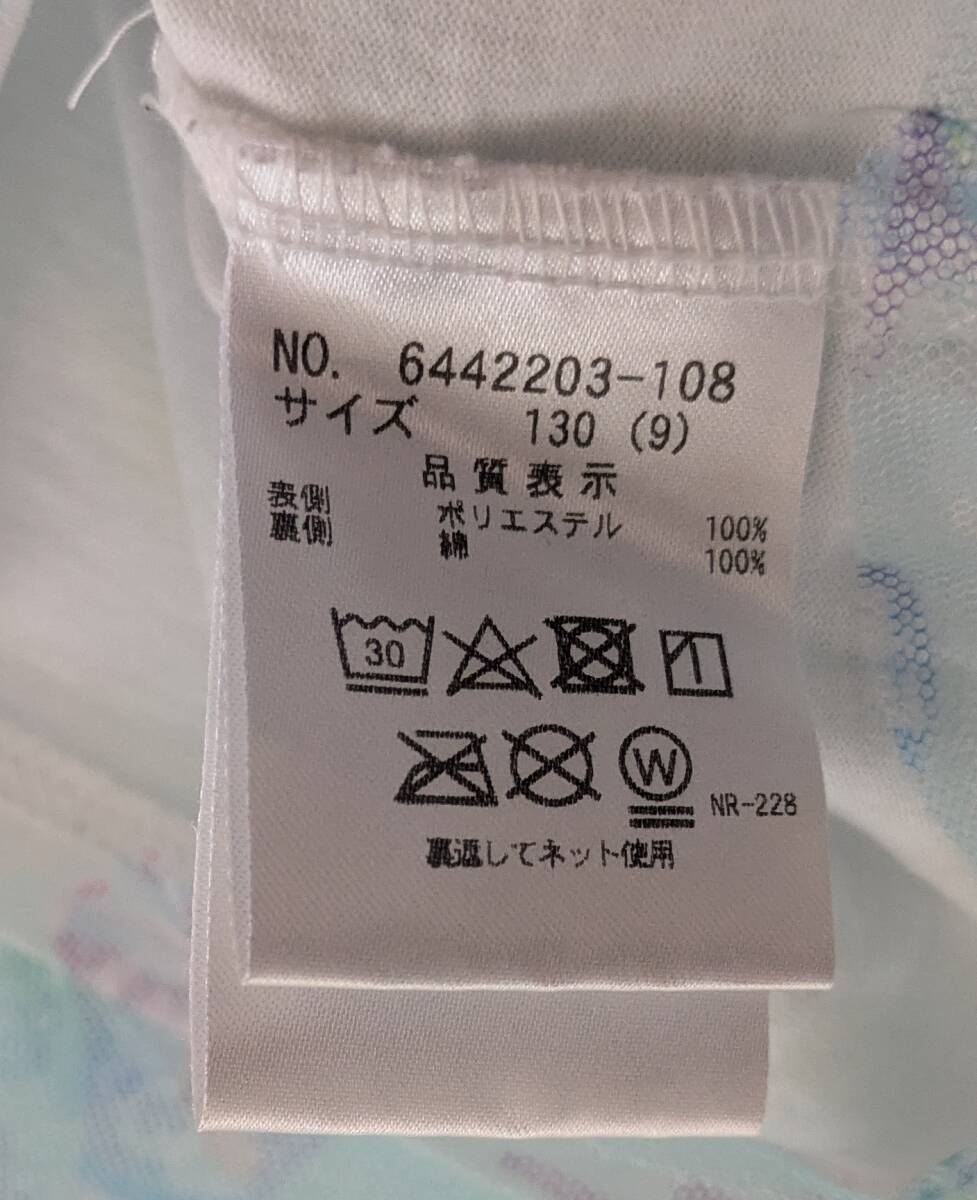 NO. 6442203-108
サイズ 130 (9)
品質表示
表側 ポリエステル 100%
裏側 綿 100%
30
W
NR-228
裏返してネット使用